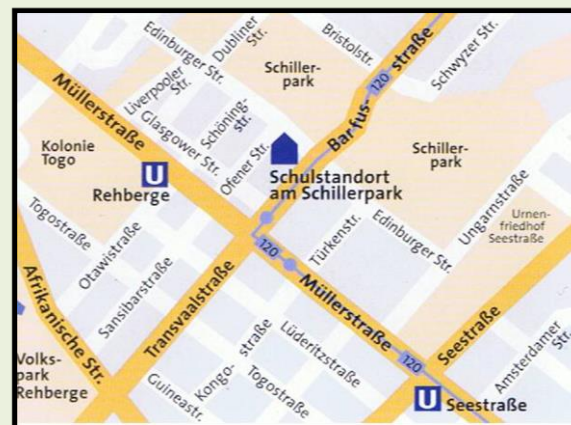 Edinburger Str.
Dubliner
Str.
Bristolstr.
120
straße
Barfus-
Schwyzer Str.
Müllerstraße
Liverpooler
Str.
Glasgower Str.
Schöning-
str.
Ofener Str.
Schiller-
park
Schiller-
park
Kolonie
Togo
U
Rehberge
Schulstandort
am Schillerpark
Ungarnstraße
Urnen-
friedhof
Seestraße
Togostraße
Otawistraße
Sansibarstraße
Afrikanische Str.
Transvaalstraße
120
Türkenstr.
Edinburger Str.
Müllerstraße
120
Seestraße
Amsterdamer
Str.
Volks-
park
Rehberge
Guineastr.
Kongo-
straße
Togostraße
Lüderitzstraße
U
Seestraße